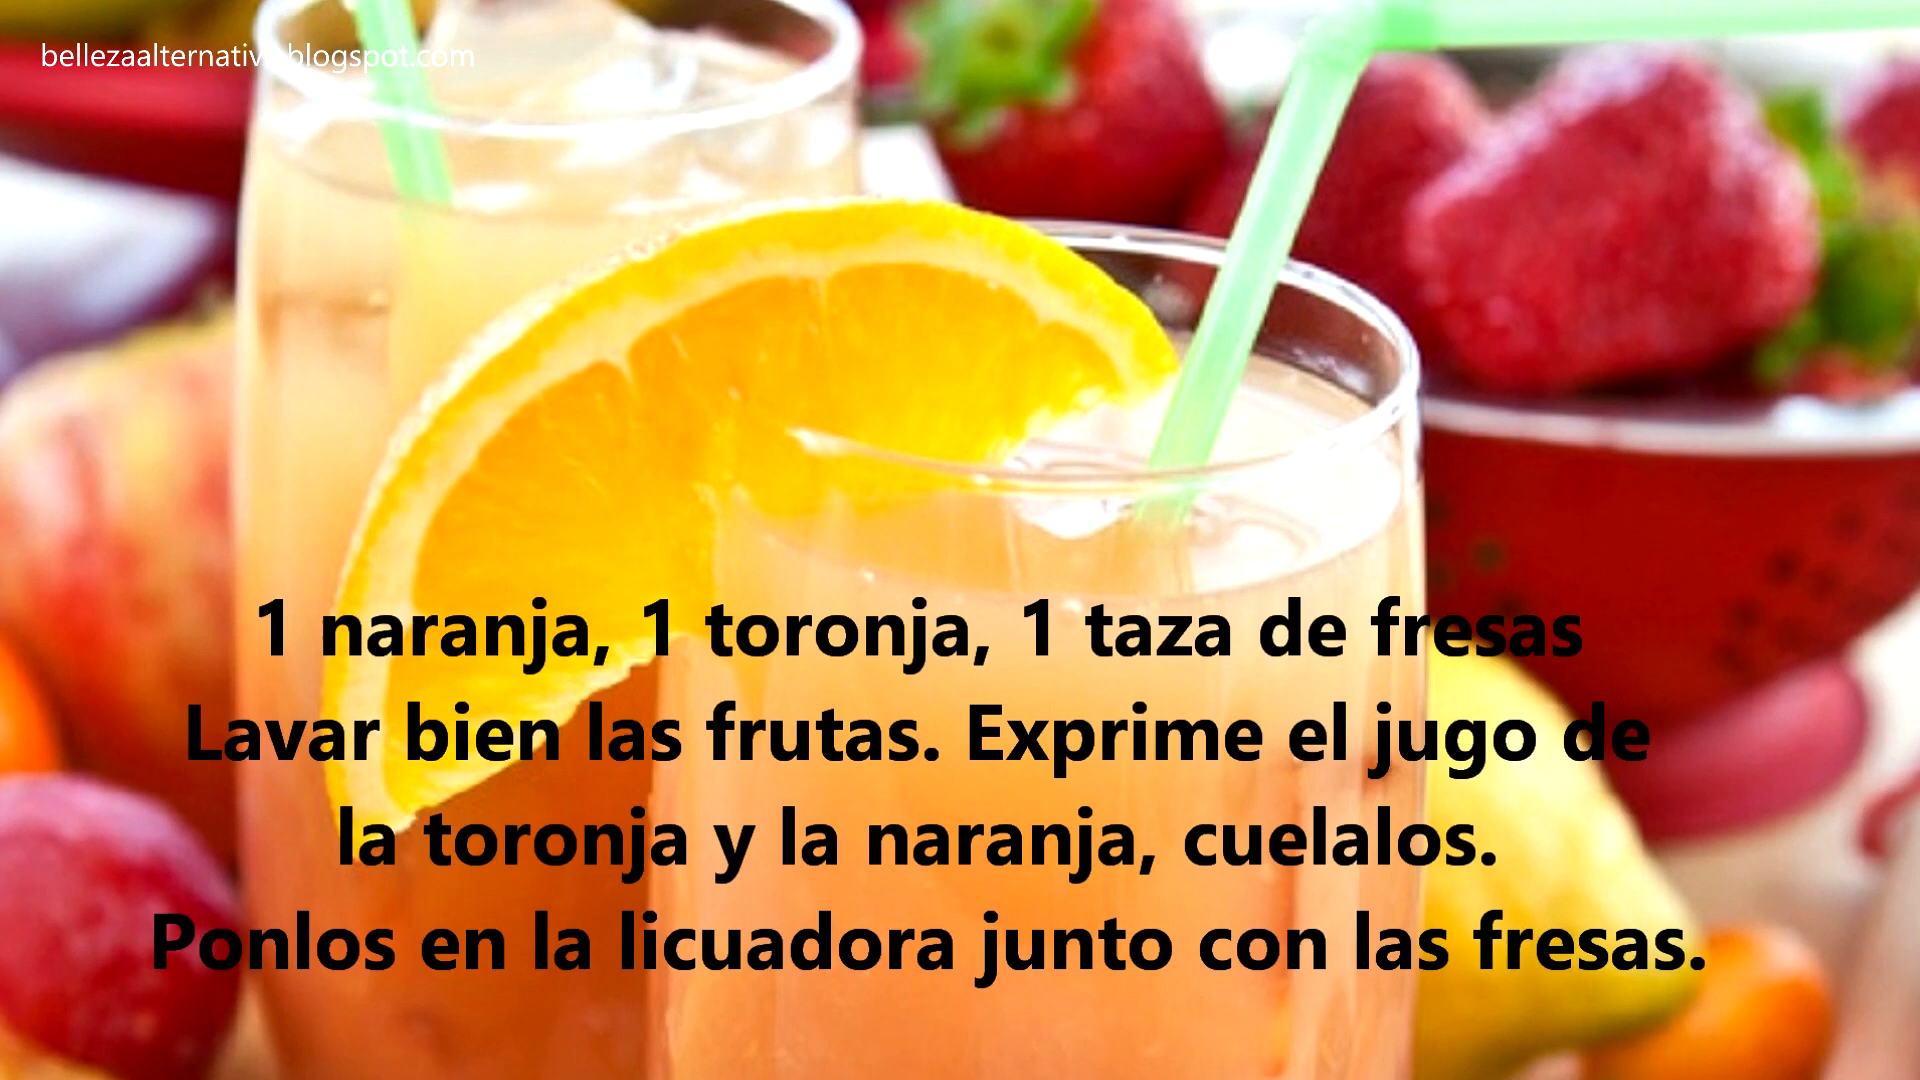 bellezaalternativa.blogspot.com
1 naranja, 1 toronja, 1 taza de fresas
Lavar bien las frutas. Exprime el jugo de
la toronja y la naranja, cuelalos.
Ponlos en la licuadora junto con las fresas.